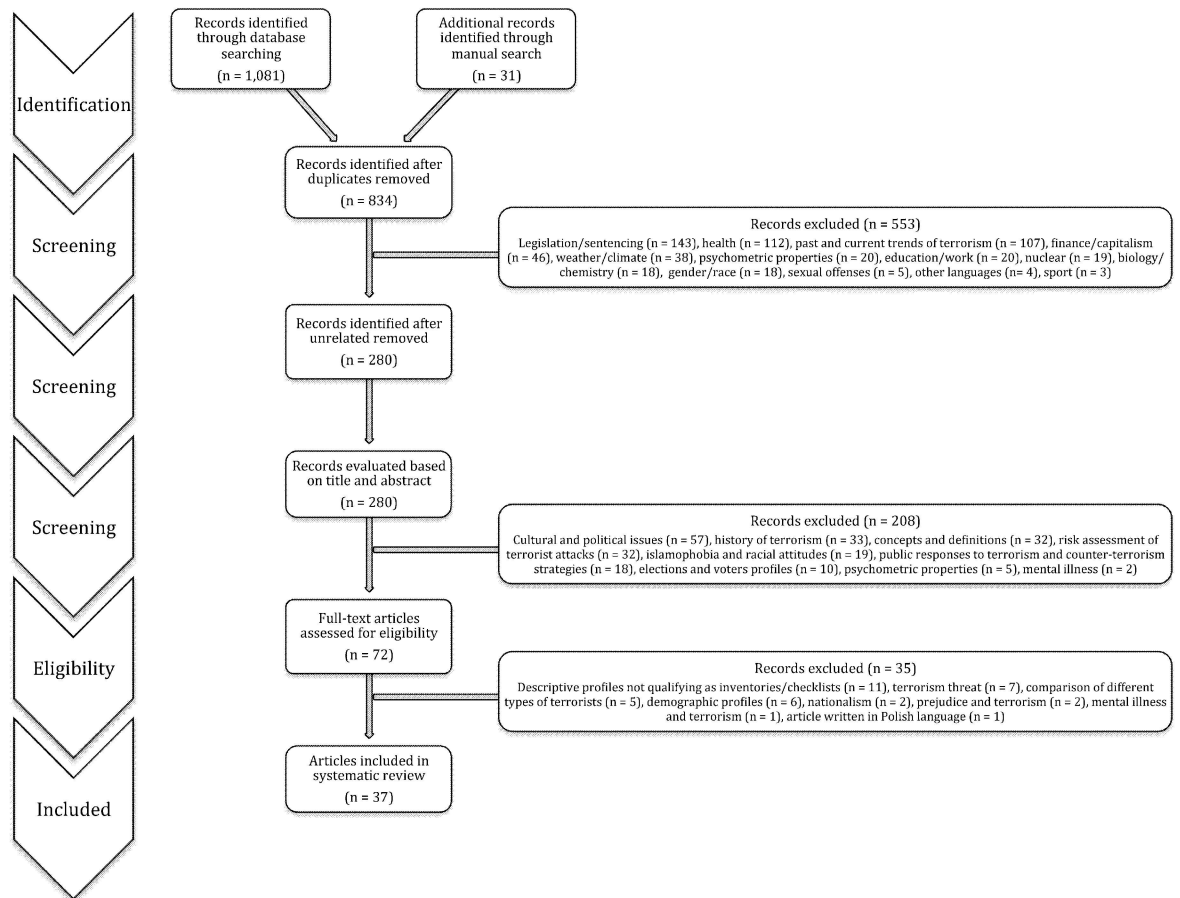 Records identified
through database
searching
(n = 1,081)
Additional records
identified through
manual search
(n = 31)
Identification
Records identified after
duplicates removed
(n = 834)
Screening
Records excluded (n = 553)
Legislation/sentencing (n = 143), health (n = 112), past and current trends of terrorism (n = 107), finance/capitalism
(n = 46), weather/climate (n = 38), psychometric properties (n = 20), education/work (n = 20), nuclear (n = 19), biology/
chemistry (n = 18), gender/race (n = 18), sexual offenses (n = 5), other languages (n= 4), sport (n = 3)
Records identified after
unrelated removed
(n = 280)
Screening
Records evaluated based
on title and abstract
(n = 280)
Screening
Records excluded (n = 208)
Cultural and political issues (n = 57), history of terrorism (n = 33), concepts and definitions (n = 32), risk assessment of
terrorist attacks (n = 32), islamophobia and racial attitudes (n = 19), public responses to terrorism and counter-terrorism
strategies (n = 18), elections and voters profiles (n = 10), psychometric properties (n = 5), mental illness (n = 2)
Full-text articles
assessed for eligibility
(n = 72)
Eligibility
Records excluded (n = 35)
Descriptive profiles not qualifying as inventories/checklists (n = 11), terrorism threat (n = 7), comparison of different
types of terrorists (n = 5), demographic profiles (n = 6), nationalism (n = 2), prejudice and terrorism (n = 2), mental illness
and terrorism (n = 1), article written in Polish language (n = 1)
Articles included in
systematic review
(n = 37)
Included